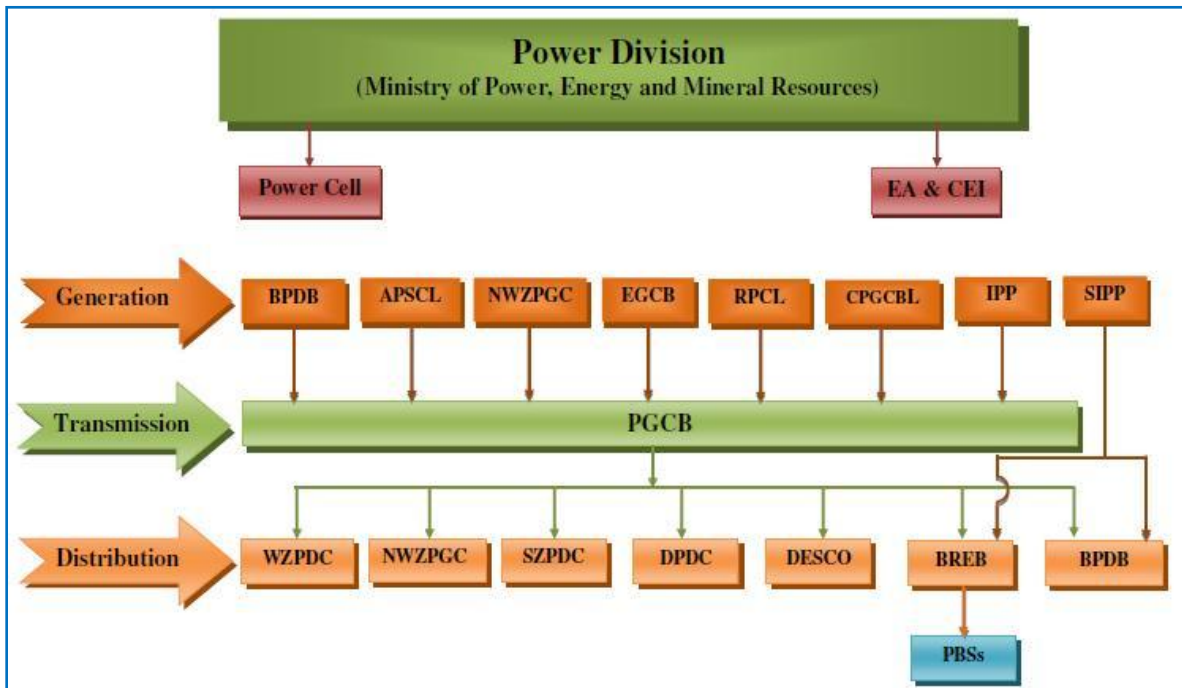 Power Division
(Ministry of Power, Energy and Mineral Resources)
Power Cell
EA & CEI
Generation
BPDB
APSCL
NWZPGC
EGCB
RPCL
CPGCBL
IPP
SIPP
Transmission
PGCB
Distribution
WZPDC
NWZPGC
SZPDC
DPDC
DESCO
BREB
BPDB
PBSs